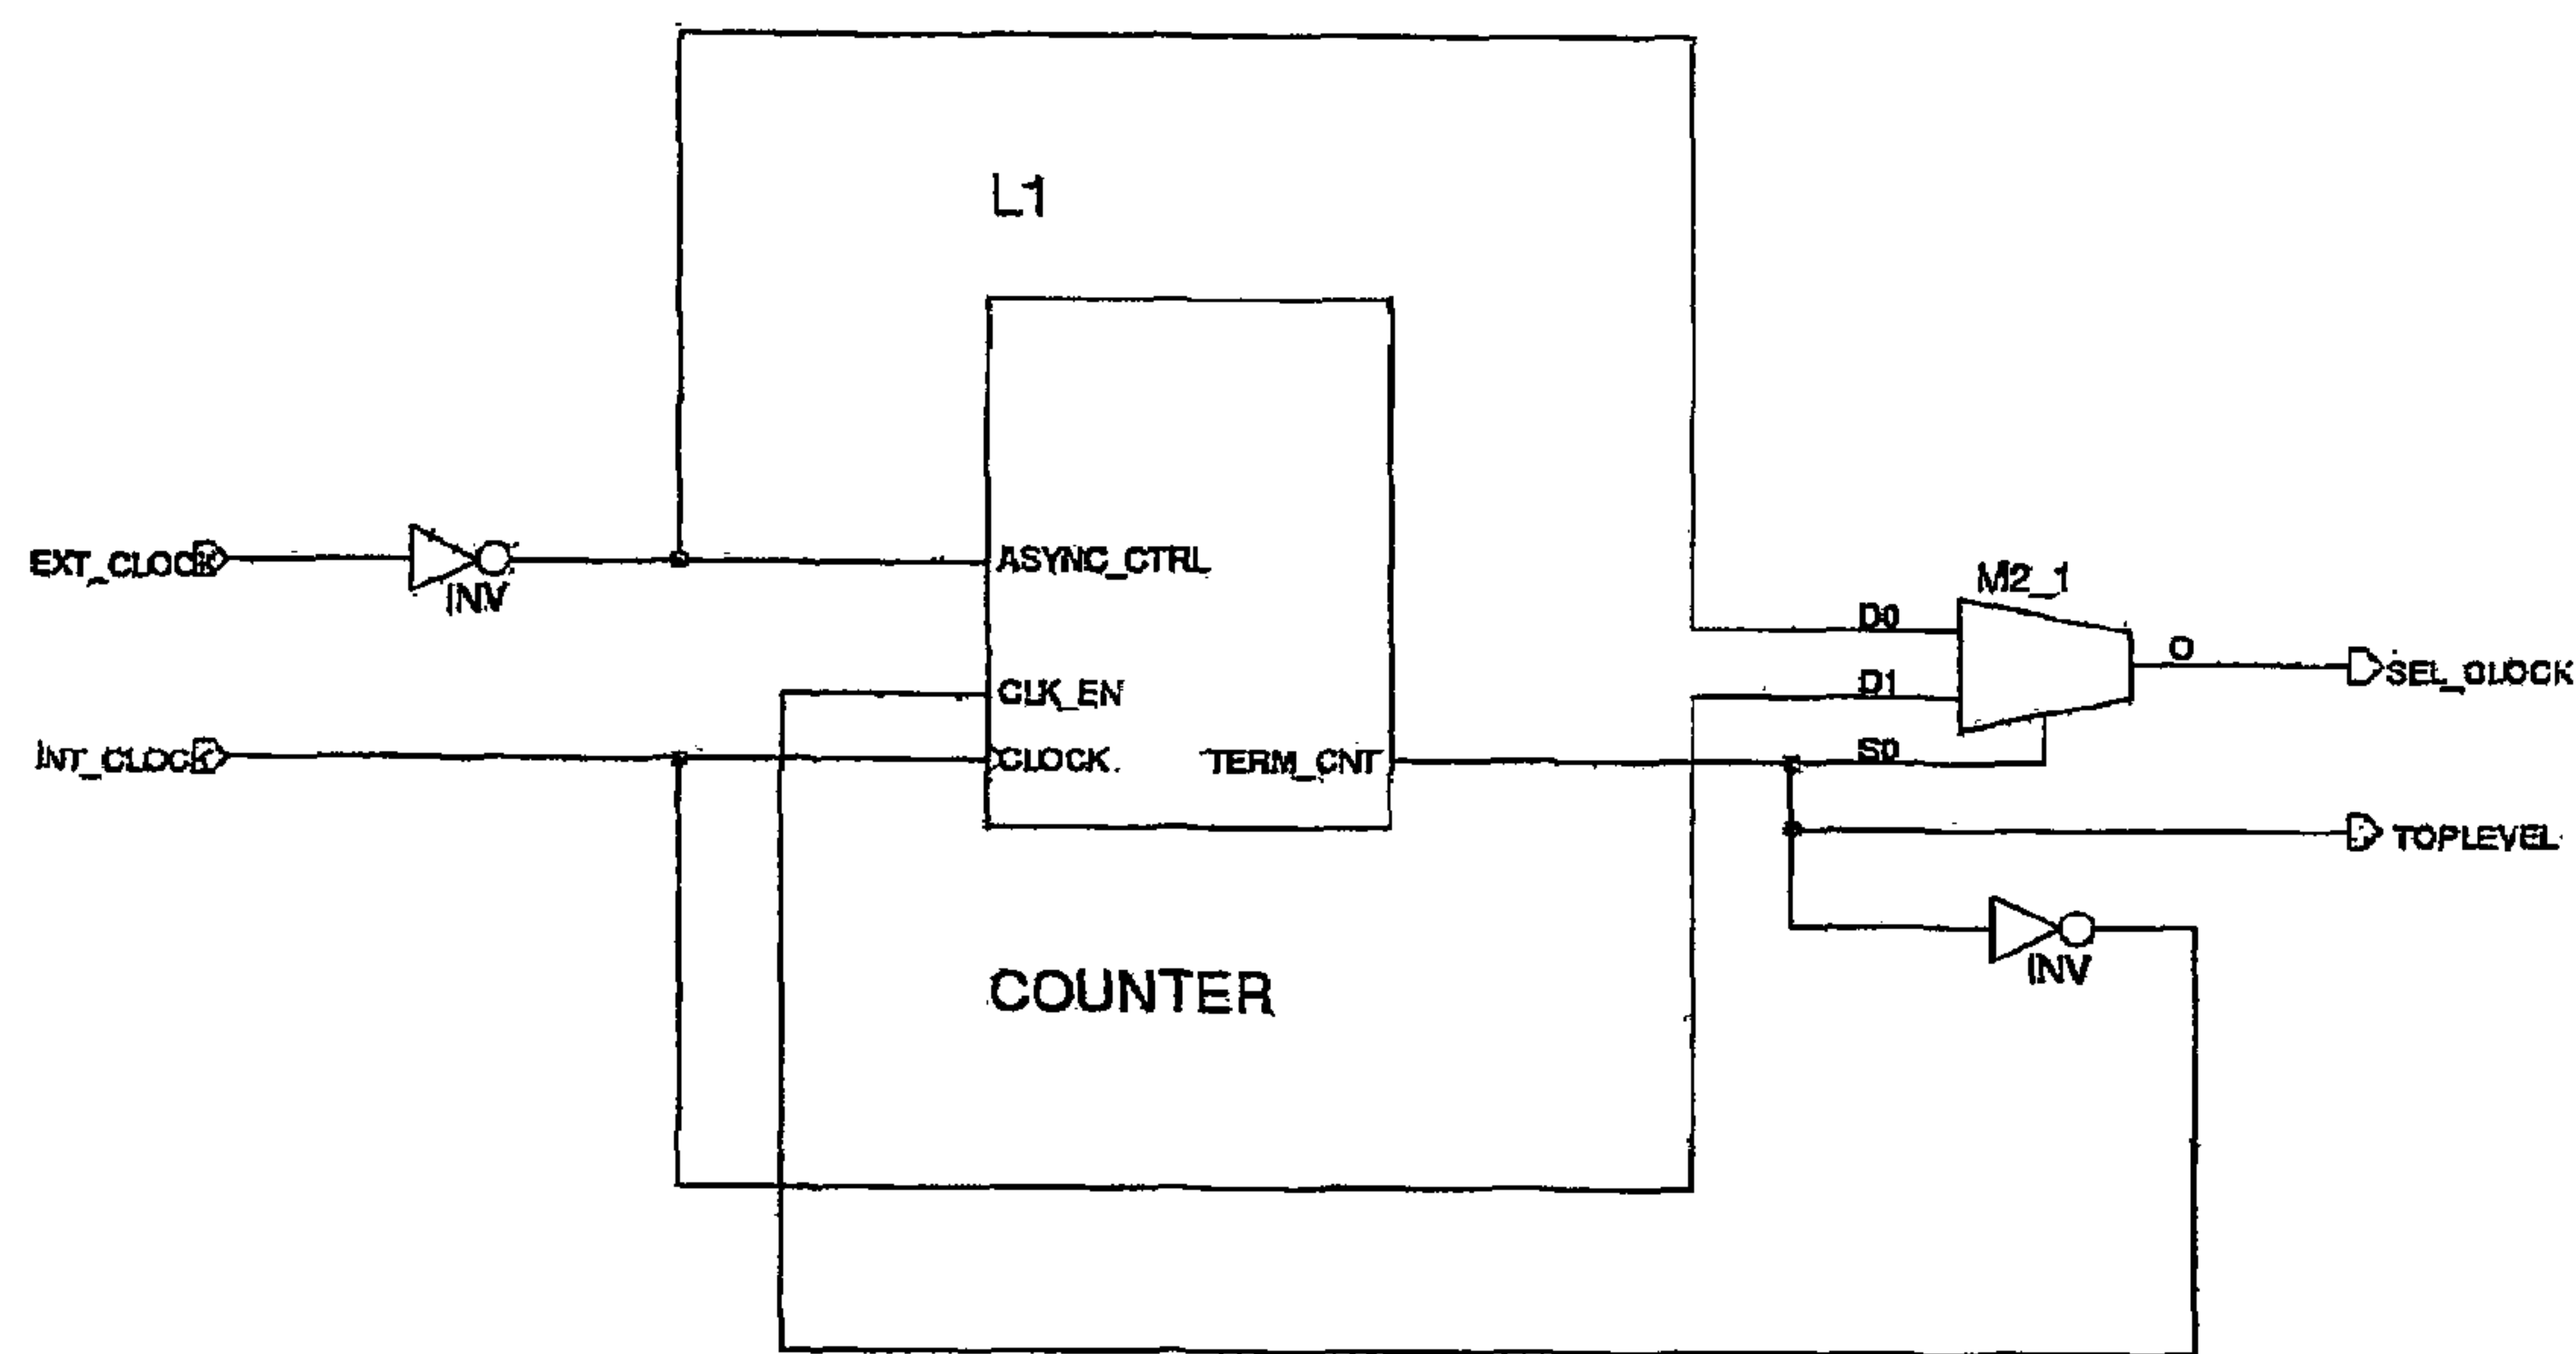 L1
EXT_CLOCK
INV
ASYNC_CTRL
M2_1
D0
O
SEL_CLOCK
D1
CLK_EN
INT_CLOCK
CLOCK
TERM_CNT
S0
TOPLEVEL
INV
COUNTER